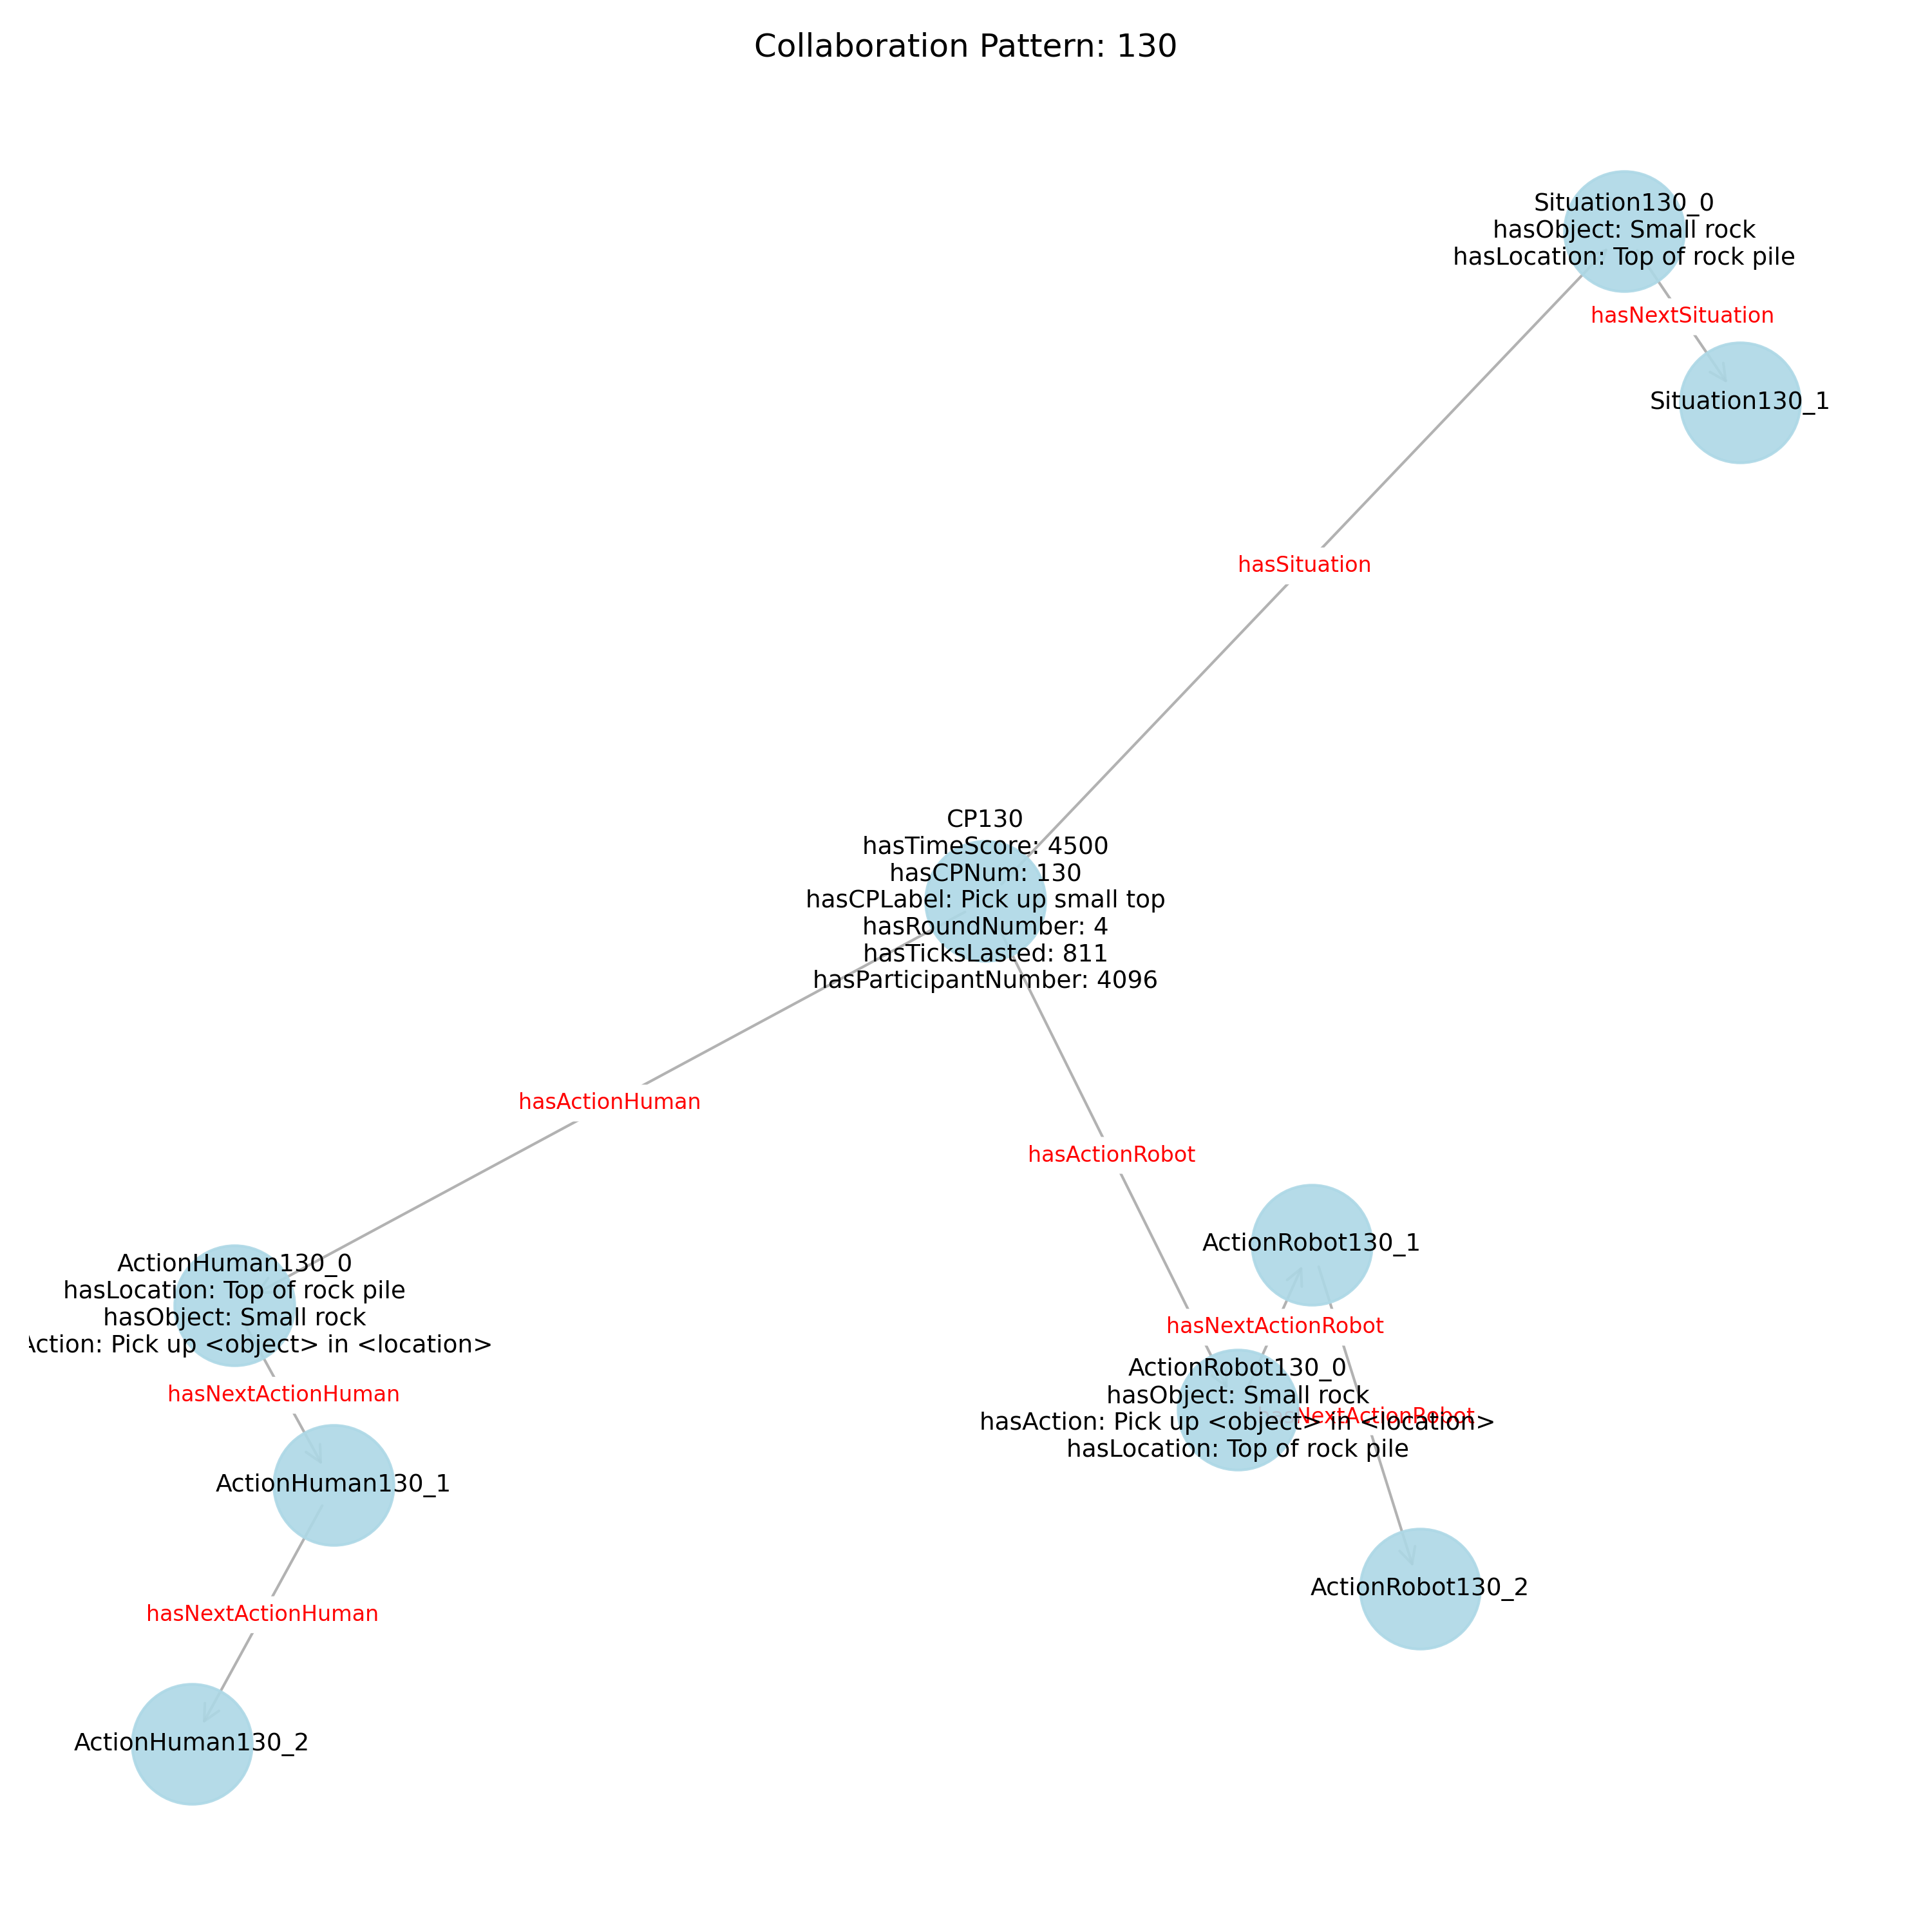 Collaboration Pattern: 130
Situation130_0
hasObject: Small rock
hasLocation: Top of rock pile
hasNextSituation
Situation130_1
hasSituation
CP130
hasTimeScore: 4500
hasCPNum: 130
hasCPLabel: Pick up small top
hasRoundNumber: 4
hasTicksLasted: 811
hasParticipantNumber: 4096
hasActionHuman
hasActionRobot
ActionRobot130_1
ActionHuman130_0
hasLocation: Top of rock pile
hasObject: Small rock
Action: Pick up <object> in <location>
hasNextActionRobot
ActionRobot130_0
hasObject: Small rock
hasAction: Pick up <object> in <location>
hasLocation: Top of rock pile
hasNextActionRobot
hasNextActionHuman
ActionHuman130_1
ActionRobot130_2
hasNextActionHuman
ActionHuman130_2